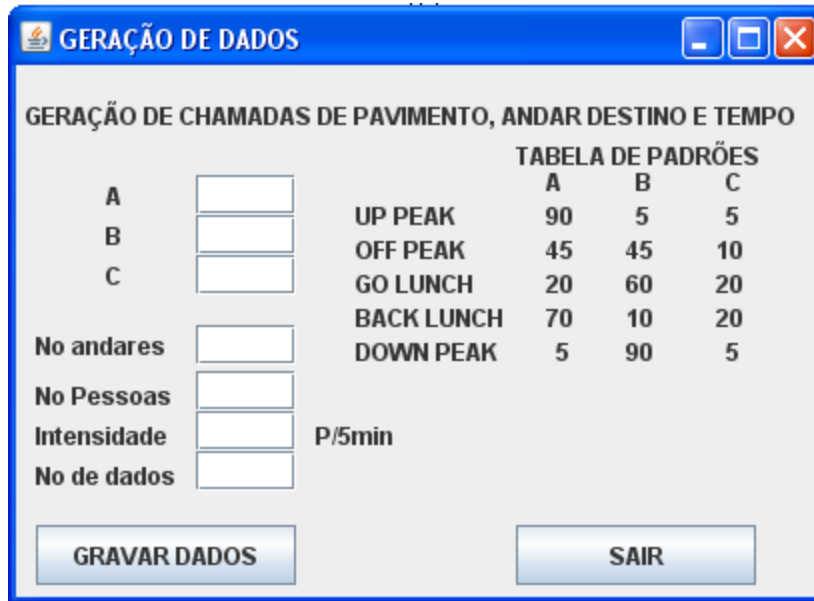 GERAÇÃO DE DADOS
GERAÇÃO DE CHAMADAS DE PAVIMENTO, ANDAR DESTINO E TEMPO
TABELA DE PADRÕES
A B C
A
UP PEAK 90 5 5
B
OFF PEAK 45 45 10
C
GO LUNCH 20 60 20
BACK LUNCH 70 10 20
No andares
DOWN PEAK 5 90 5
No Pessoas
Intensidade P/5min
No de dados
GRAVAR DADOS SAIR